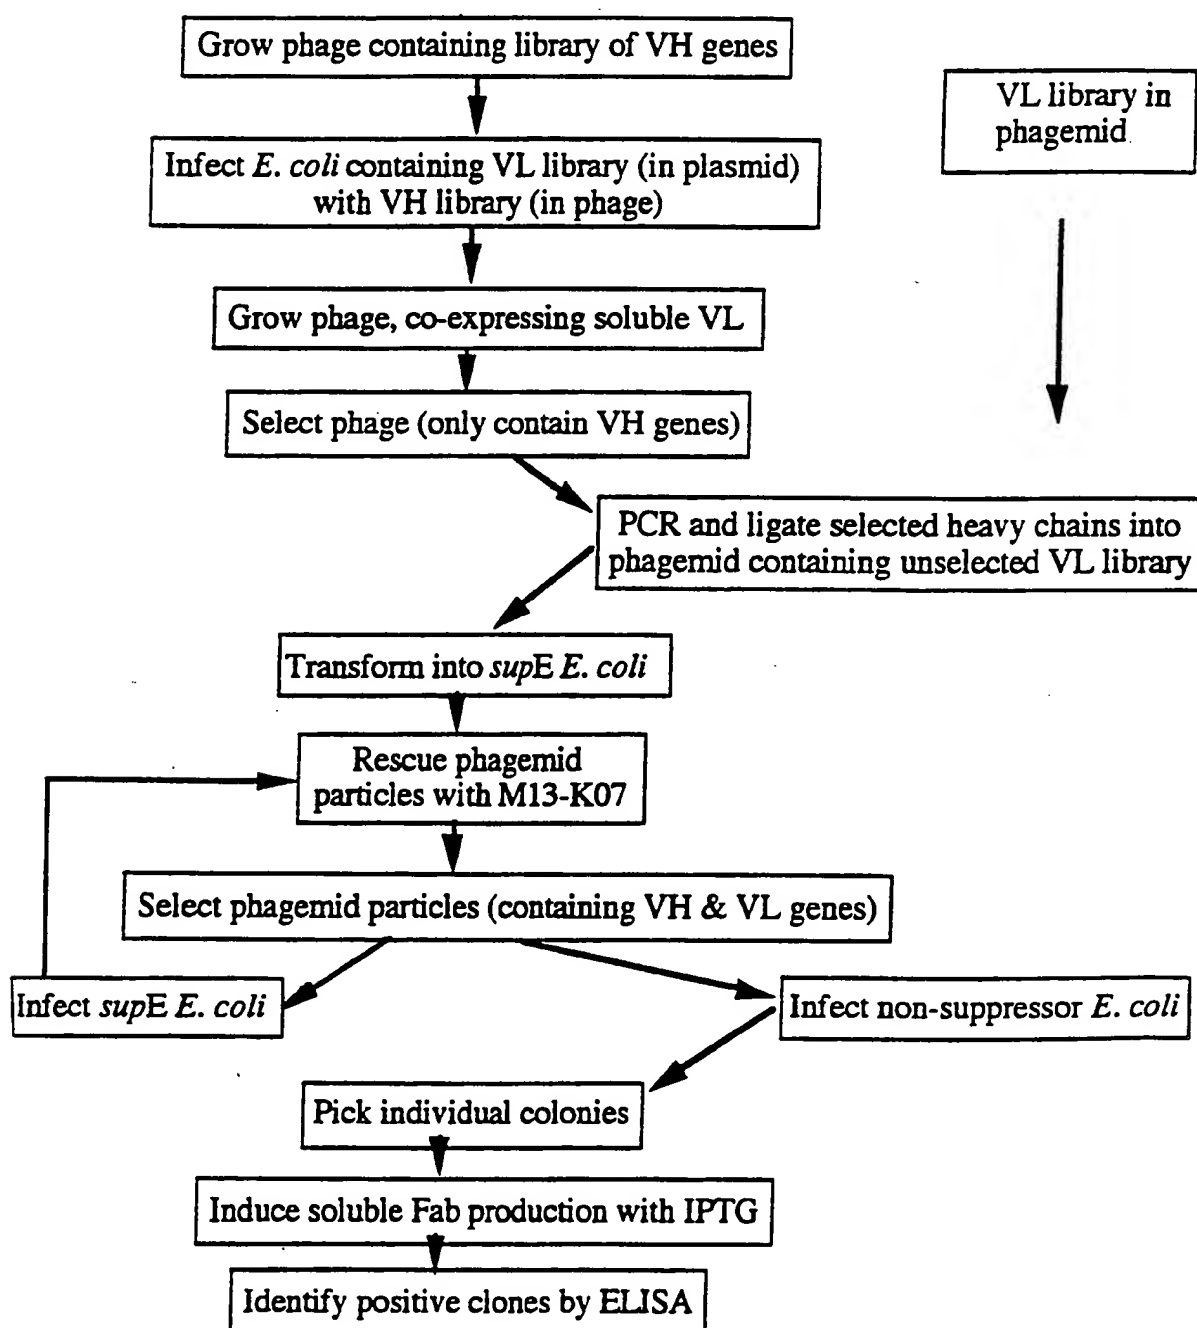 Grow phage containing library of VH genes
VL library in
phagemid
Infect E. coli containing VL library (in plasmid)
with VH library (in phage)
Grow phage, co-expressing soluble VL
Select phage (only contain VH genes)
PCR and ligate selected heavy chains into
phagemid containing unselected VL library
Transform into supE E. coli
Rescue phagemid
particles with M13-K07
Select phagemid particles (containing VH & VL genes)
Infect supE E. coli
Infect non-suppressor E. coli
Pick individual colonies
Induce soluble Fab production with IPTG
Identify positive clones by ELISA